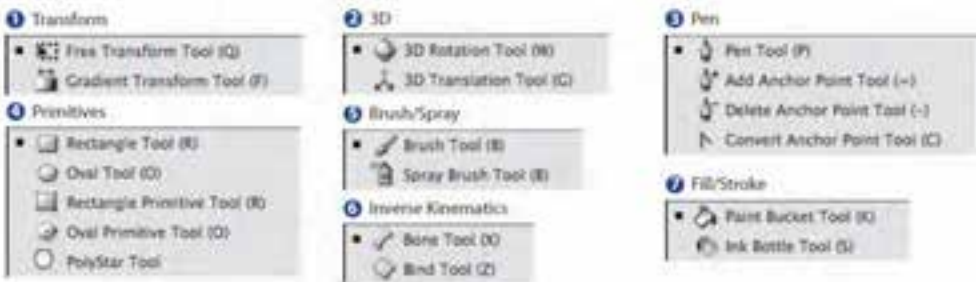 1 Transform
Free Transform Tool (Q)
Gradient Transform Tool (F)
2 3D
3D Rotation Tool (W)
3D Translation Tool (G)
3 Pen
Pen Tool (P)
Add Anchor Point Tool (=)
Delete Anchor Point Tool (-)
Convert Anchor Point Tool (C)
4 Primitives
Rectangle Tool (R)
Oval Tool (O)
Rectangle Primitive Tool (R)
Oval Primitive Tool (O)
PolyStar Tool
5 Brush/Spray
Brush Tool (B)
Spray Brush Tool (B)
6 Inverse Kinematics
Bone Tool (X)
Bind Tool (Z)
7 Fill/Stroke
Paint Bucket Tool (K)
Ink Bottle Tool (S)